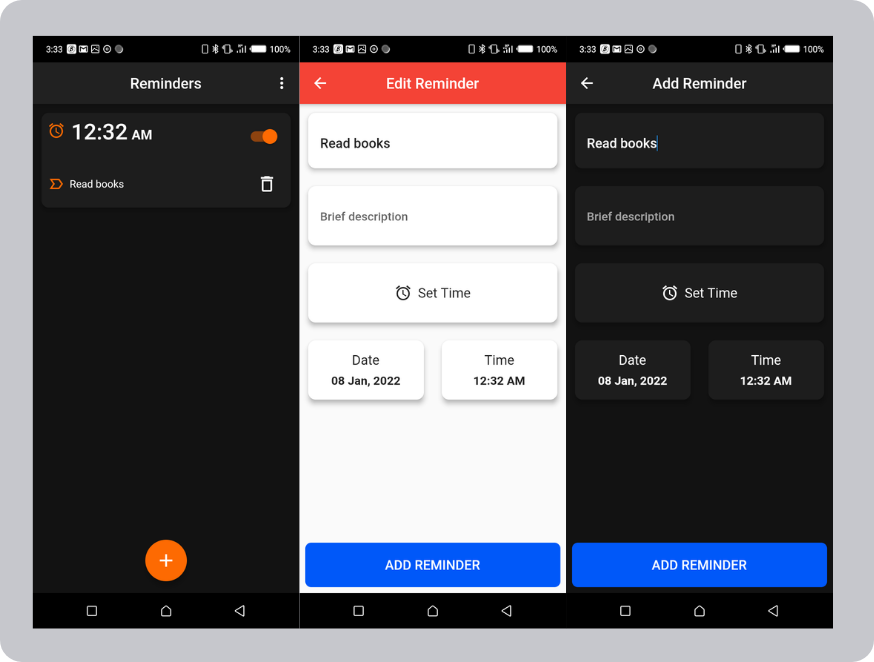 3:33
100%
Reminders
12:32 AM
Read books
3:33
100%
Edit Reminder
Read books
Brief description
Set Time
Date
08 Jan, 2022
Time
12:32 AM
ADD REMINDER
3:33
100%
Add Reminder
Read books
Brief description
Set Time
Date
08 Jan, 2022
Time
12:32 AM
ADD REMINDER